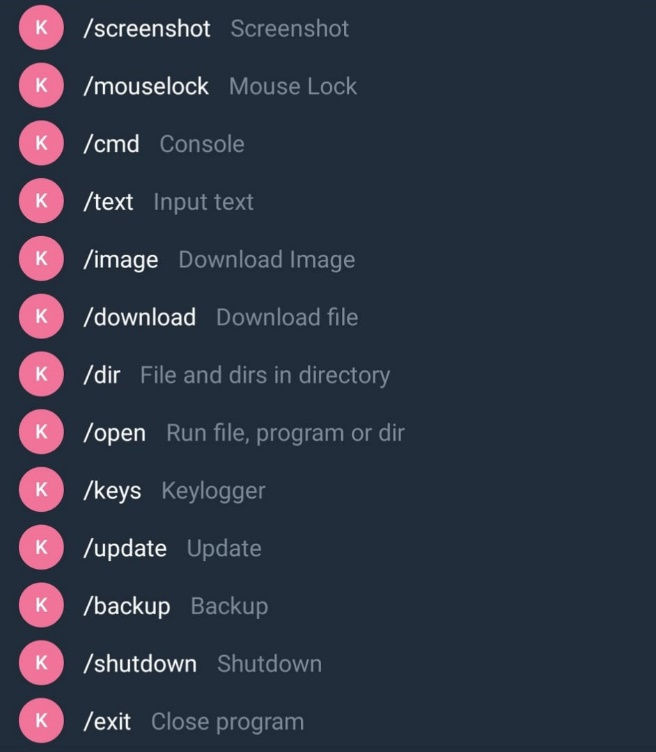 K /screenshot Screenshot
K /mouselock Mouse Lock
K /cmd Console
K /text Input text
K /image Download Image
K /download Download file
K /dir File and dirs in directory
K /open Run file, program or dir
K /keys Keylogger
K /update Update
K /backup Backup
K /shutdown Shutdown
K /exit Close program